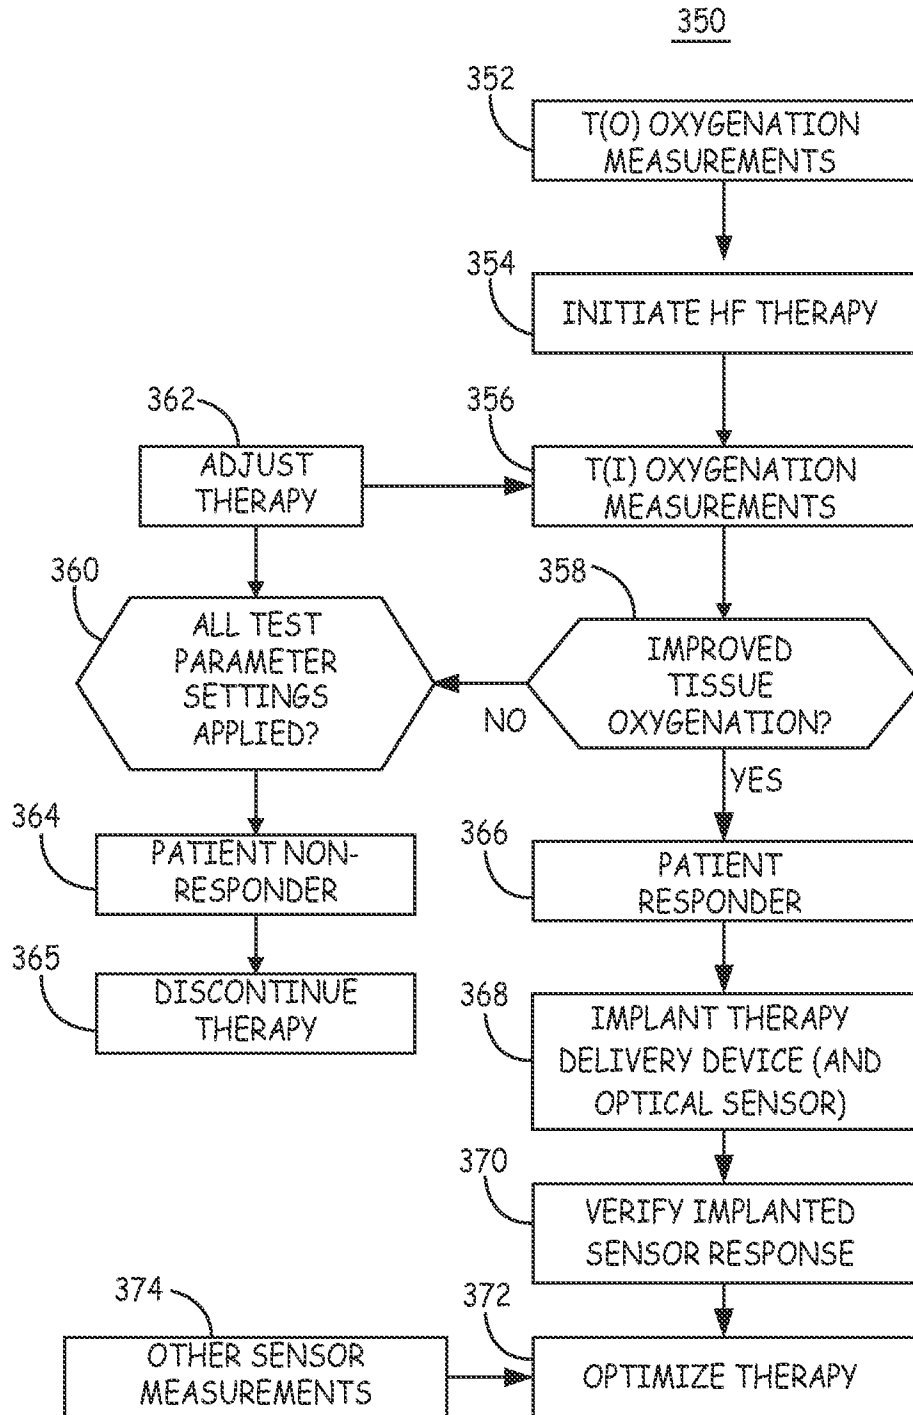 350
352
T(O) OXYGENATION
MEASUREMENTS
354
INITIATE HF THERAPY
362
ADJUST
THERAPY
356
T(I) OXYGENATION
MEASUREMENTS
360
ALL TEST
PARAMETER
SETTINGS
APPLIED?
358
IMPROVED
TISSUE
OXYGENATION?
NO
YES
364
PATIENT NON-
RESPONDER
366
PATIENT
RESPONDER
365
DISCONTINUE
THERAPY
368
IMPLANT THERAPY
DELIVERY DEVICE (AND
OPTICAL SENSOR)
370
VERIFY IMPLANTED
SENSOR RESPONSE
374
OTHER SENSOR
MEASUREMENTS
372
OPTIMIZE THERAPY